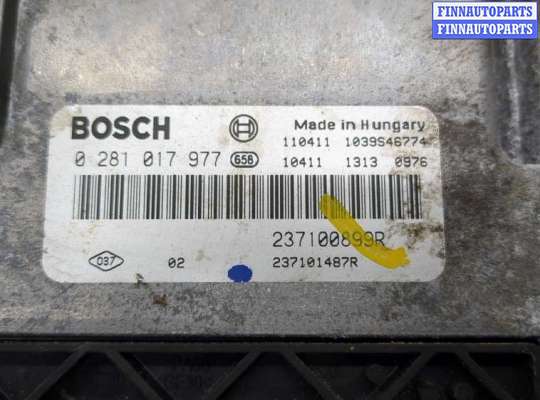 FINNAUTOPARTS
FINNAUTOPARTS
FINNAUTOPARTS
BOSCH
Made in Hungary
110411 1039S46774
0 281 017 977 658
10411 1313 0976
237100899R
037 02 237101487R